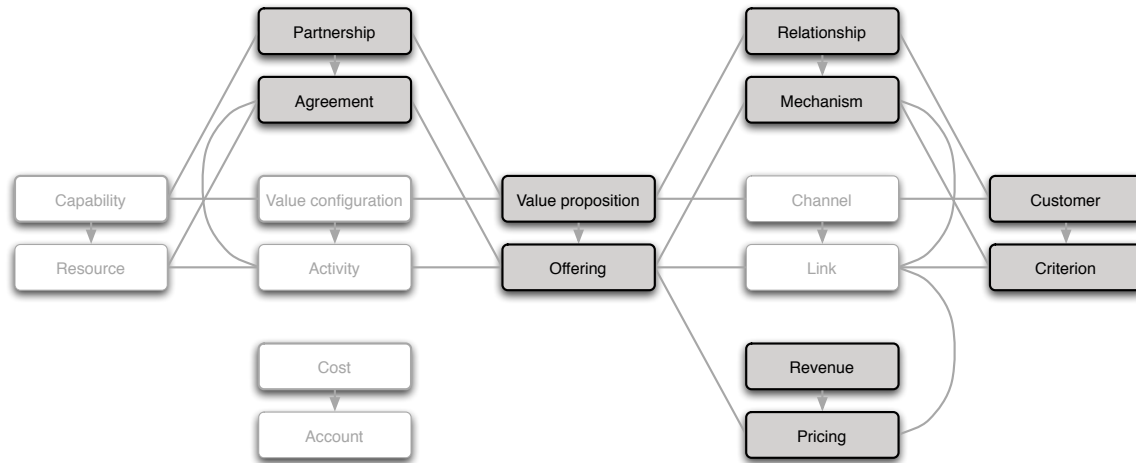 Partnership
Relationship
Agreement
Mechanism
Capability
Value configuration
Value proposition
Channel
Customer
Resource
Activity
Offering
Link
Criterion
Cost
Revenue
Account
Pricing